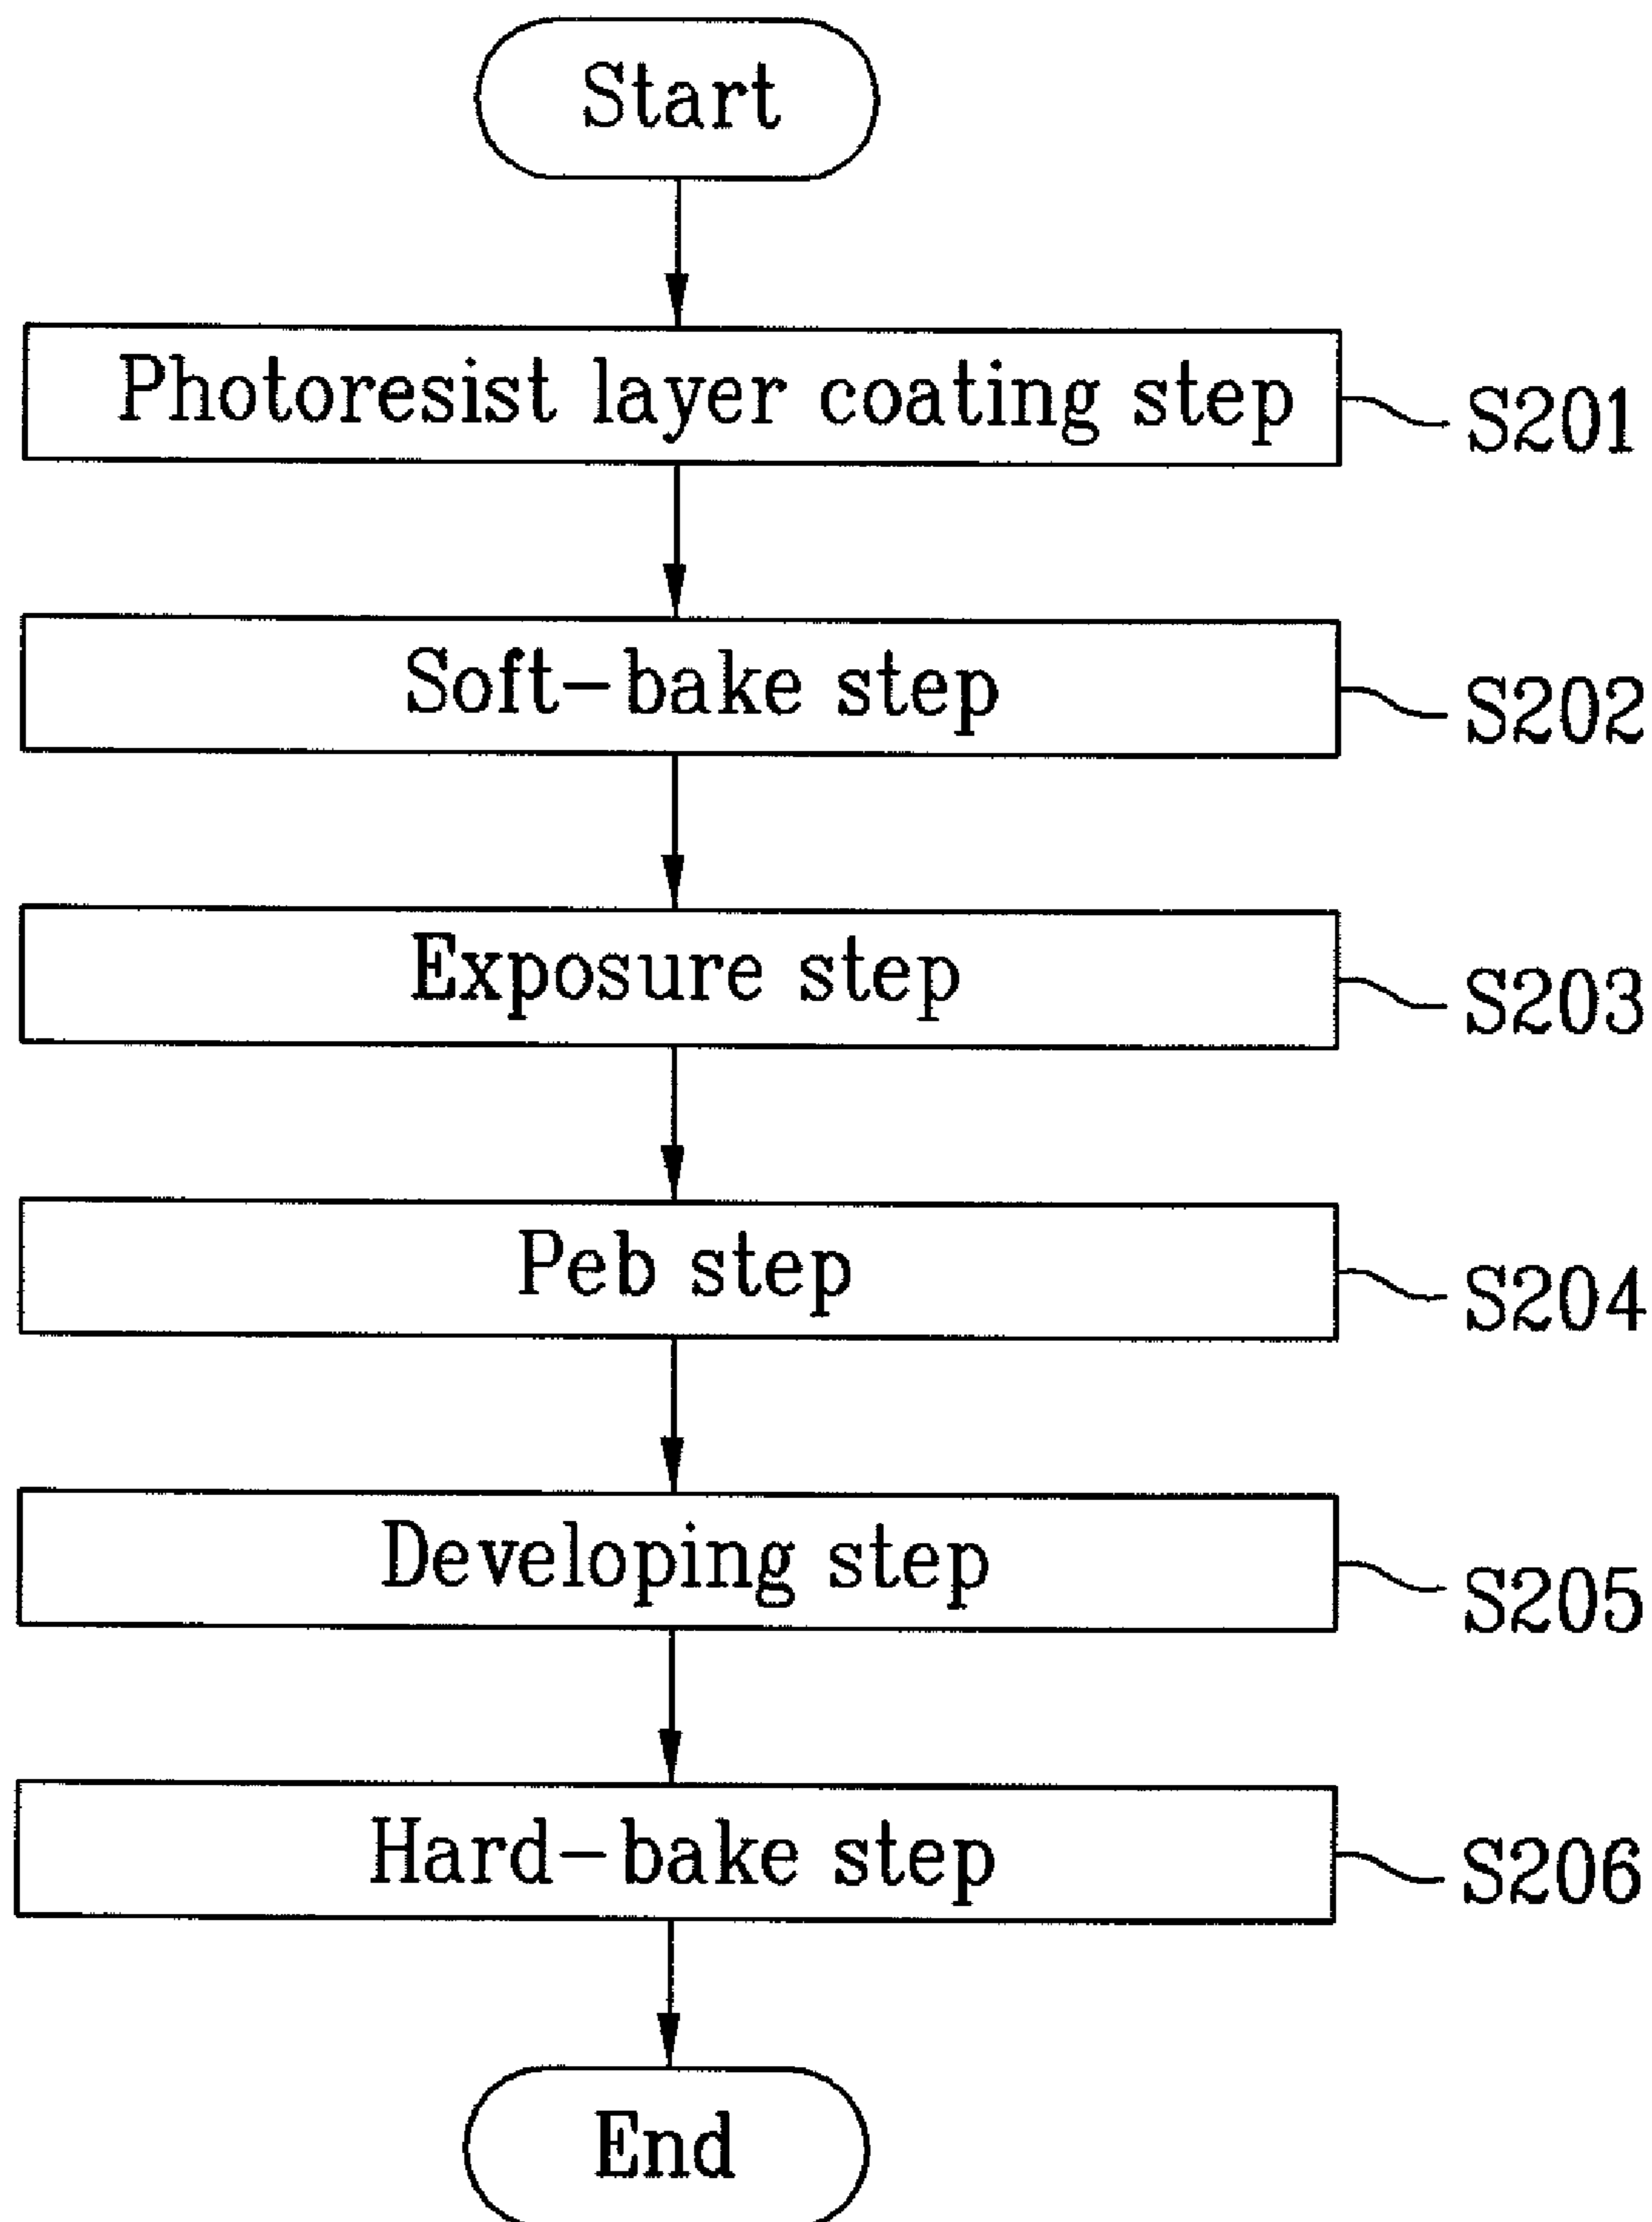 Start
Photoresist layer coating step
S201
Soft-bake step
S202
Exposure step
S203
Peb step
S204
Developing step
S205
Hard-bake step
S206
End